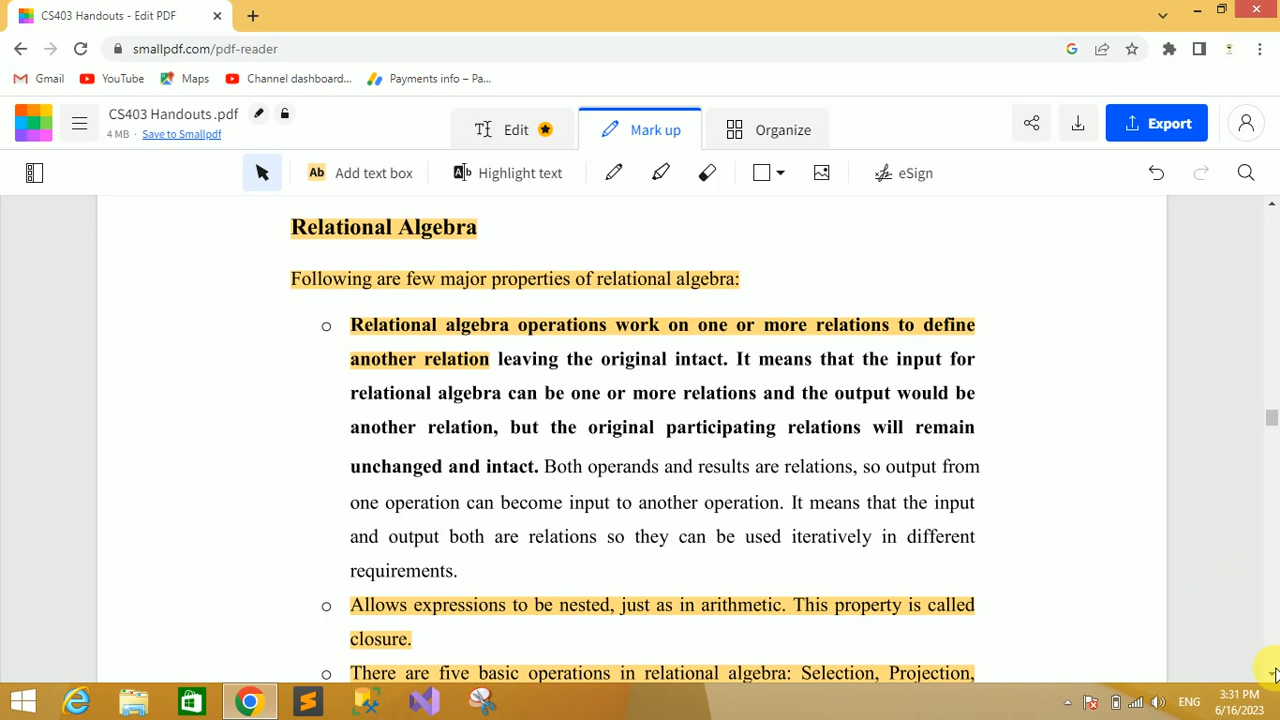 CS403 Handouts - Edit PDF
smallpdf.com/pdf-reader
Gmail YouTube Maps Channel dashboard... Payments info – Pa...
CS403 Handouts .pdf
4 MB · Save to Smallpdf
Edit Mark up Organize Export
Ab Add text box Highlight text eSign
Relational Algebra
Following are few major properties of relational algebra:
o Relational algebra operations work on one or more relations to define
another relation leaving the original intact. It means that the input for
relational algebra can be one or more relations and the output would be
another relation, but the original participating relations will remain
unchanged and intact. Both operands and results are relations, so output from
one operation can become input to another operation. It means that the input
and output both are relations so they can be used iteratively in different
requirements.
o Allows expressions to be nested, just as in arithmetic. This property is called
closure.
o There are five basic operations in relational algebra: Selection, Projection,
ENG
3:31 PM
6/16/2023